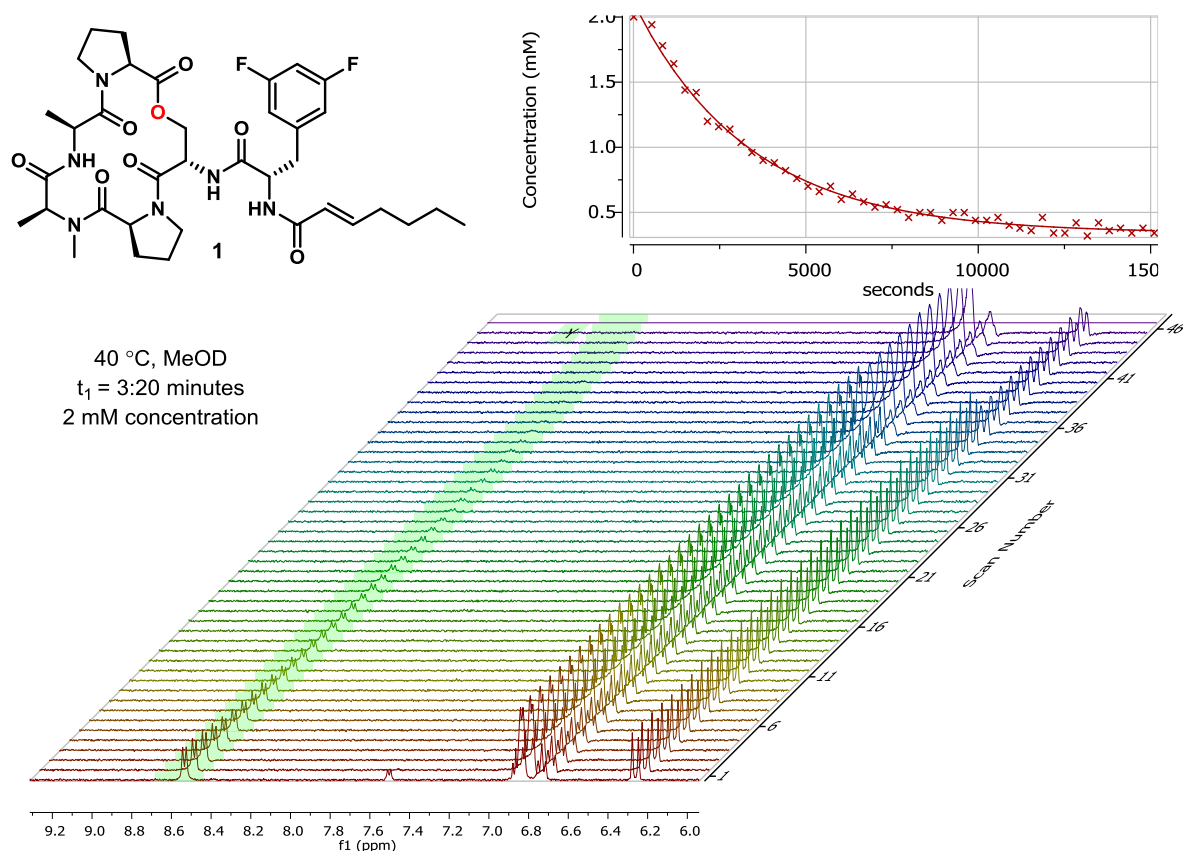 O
O
N
O
O
F
F
NH
O
O
O
N
O
O
N
O
N
H
HN
O
1
Concentration (mM)
2.0
1.5
1.0
0.5
0
5000
10000
150
seconds
40 °C, MeOD
t1 = 3:20 minutes
2 mM concentration
46
41
36
31
26
21
16
11
6
1
Scan Number
9.2 9.0 8.8 8.6 8.4 8.2 8.0 7.8 7.6 7.4 7.2 7.0 6.8 6.6 6.4 6.2 6.0
f1 (ppm)